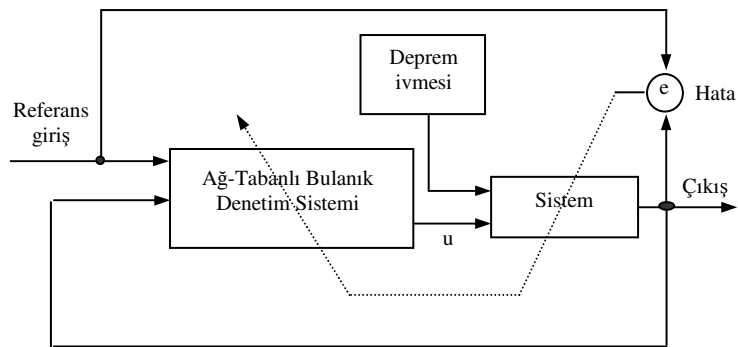 Deprem
ivmesi
e
Hata
Referans
giriş
Ağ-Tabanlı Bulanık
Denetim Sistemi
Sistem
Çıkış
u